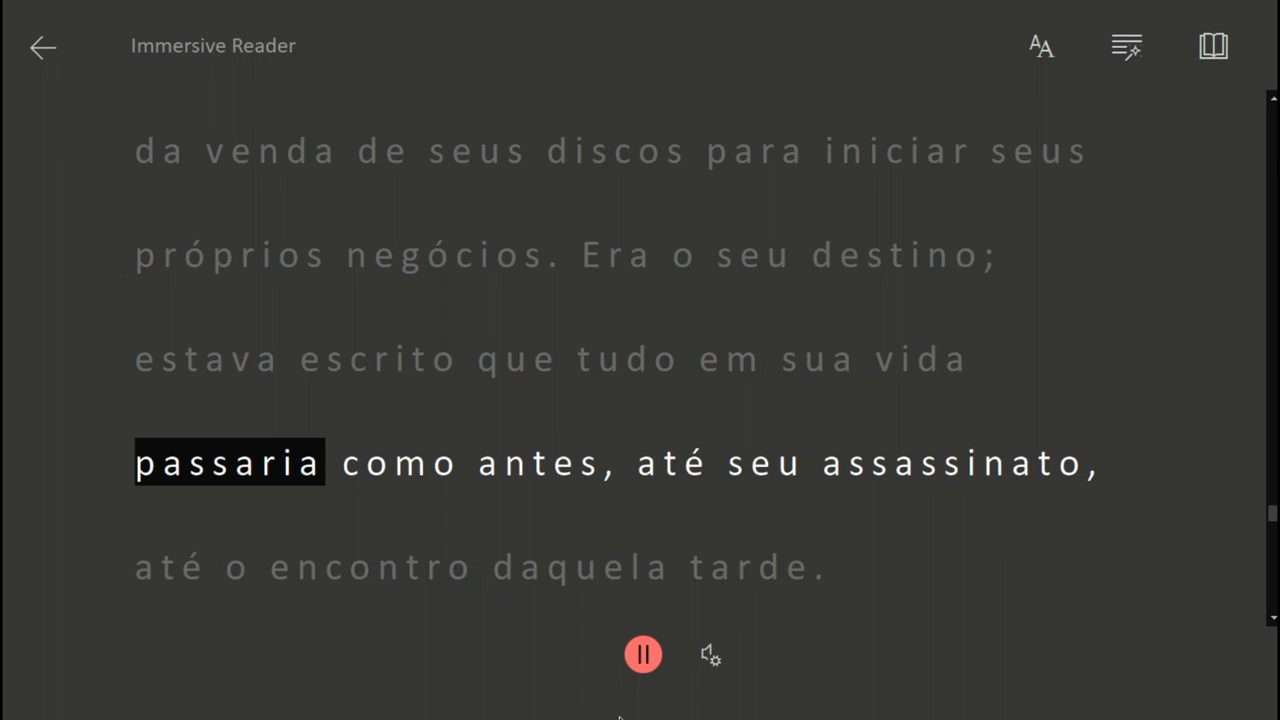 Immersive Reader
da venda de seus discos para iniciar seus
próprios negócios. Era o seu destino;
estava escrito que tudo em sua vida
passaria como antes, até seu assassinato,
até o encontro daquela tarde.